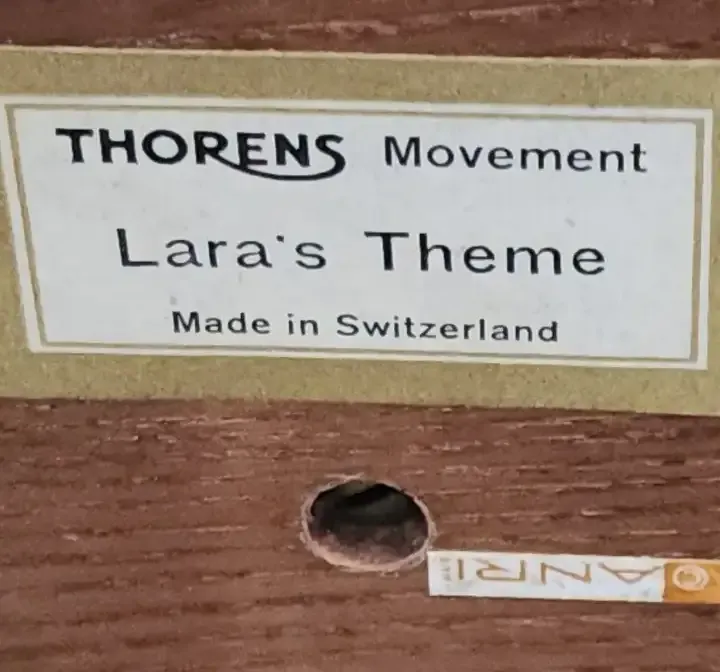 THORENS Movement
Lara's Theme
Made in Switzerland
ANRI